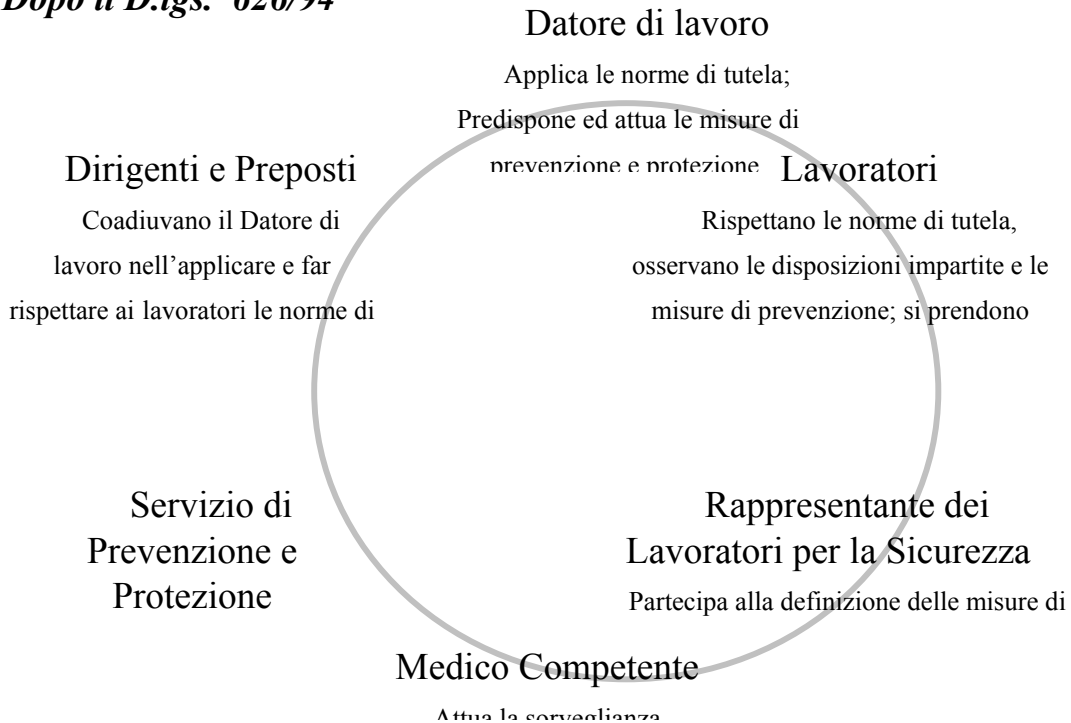 Dopo il D.lgs. 626/94
Datore di lavoro
Applica le norme di tutela;
Predispone ed attua le misure di
prevenzione e protezione
Dirigenti e Preposti
Coadiuvano il Datore di
lavoro nell’applicare e far
rispettare ai lavoratori le norme di
Lavoratori
Rispettano le norme di tutela,
osservano le disposizioni impartite e le
misure di prevenzione; si prendono
Servizio di
Prevenzione e
Protezione
Rappresentante dei
Lavoratori per la Sicurezza
Partecipa alla definizione delle misure di
Medico Competente
Attua la sorveglianza